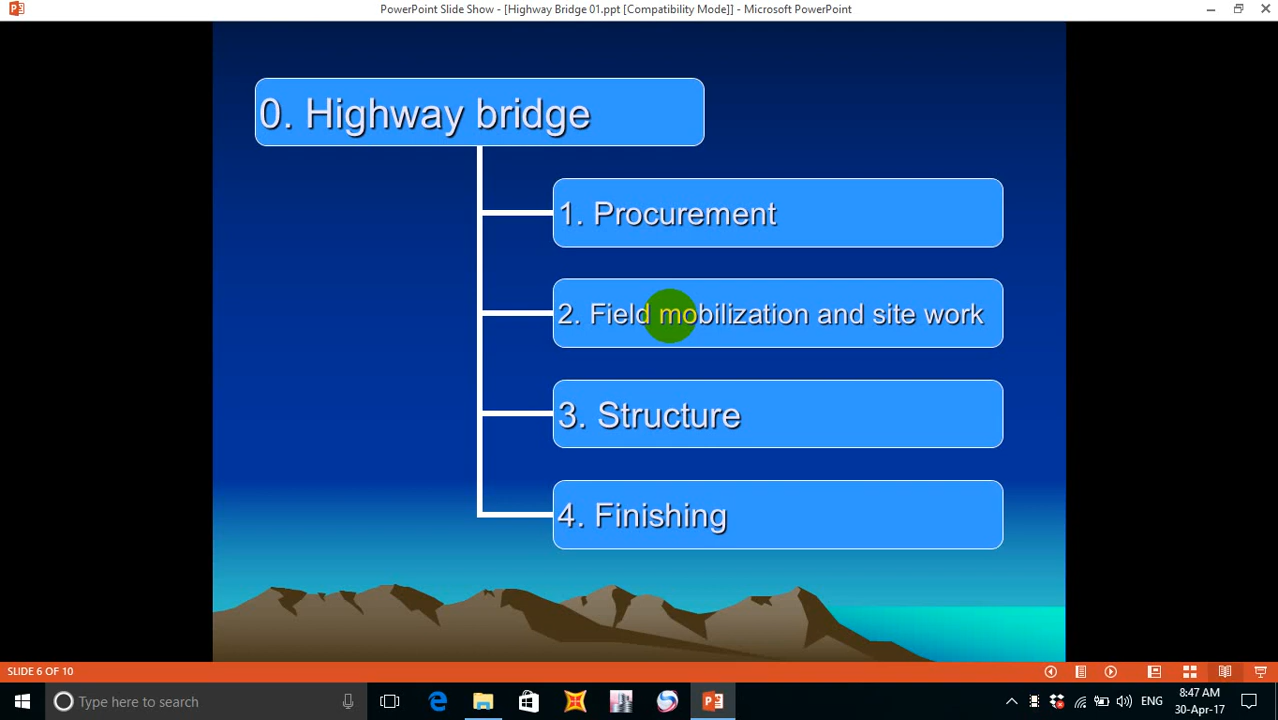 PowerPoint Slide Show - [Highway Bridge 01.ppt [Compatibility Mode]] - Microsoft PowerPoint
0. Highway bridge
1. Procurement
2. Field mobilization and site work
3. Structure
4. Finishing
SLIDE 6 OF 10
Type here to search
ENG
8:47 AM
30-Apr-17